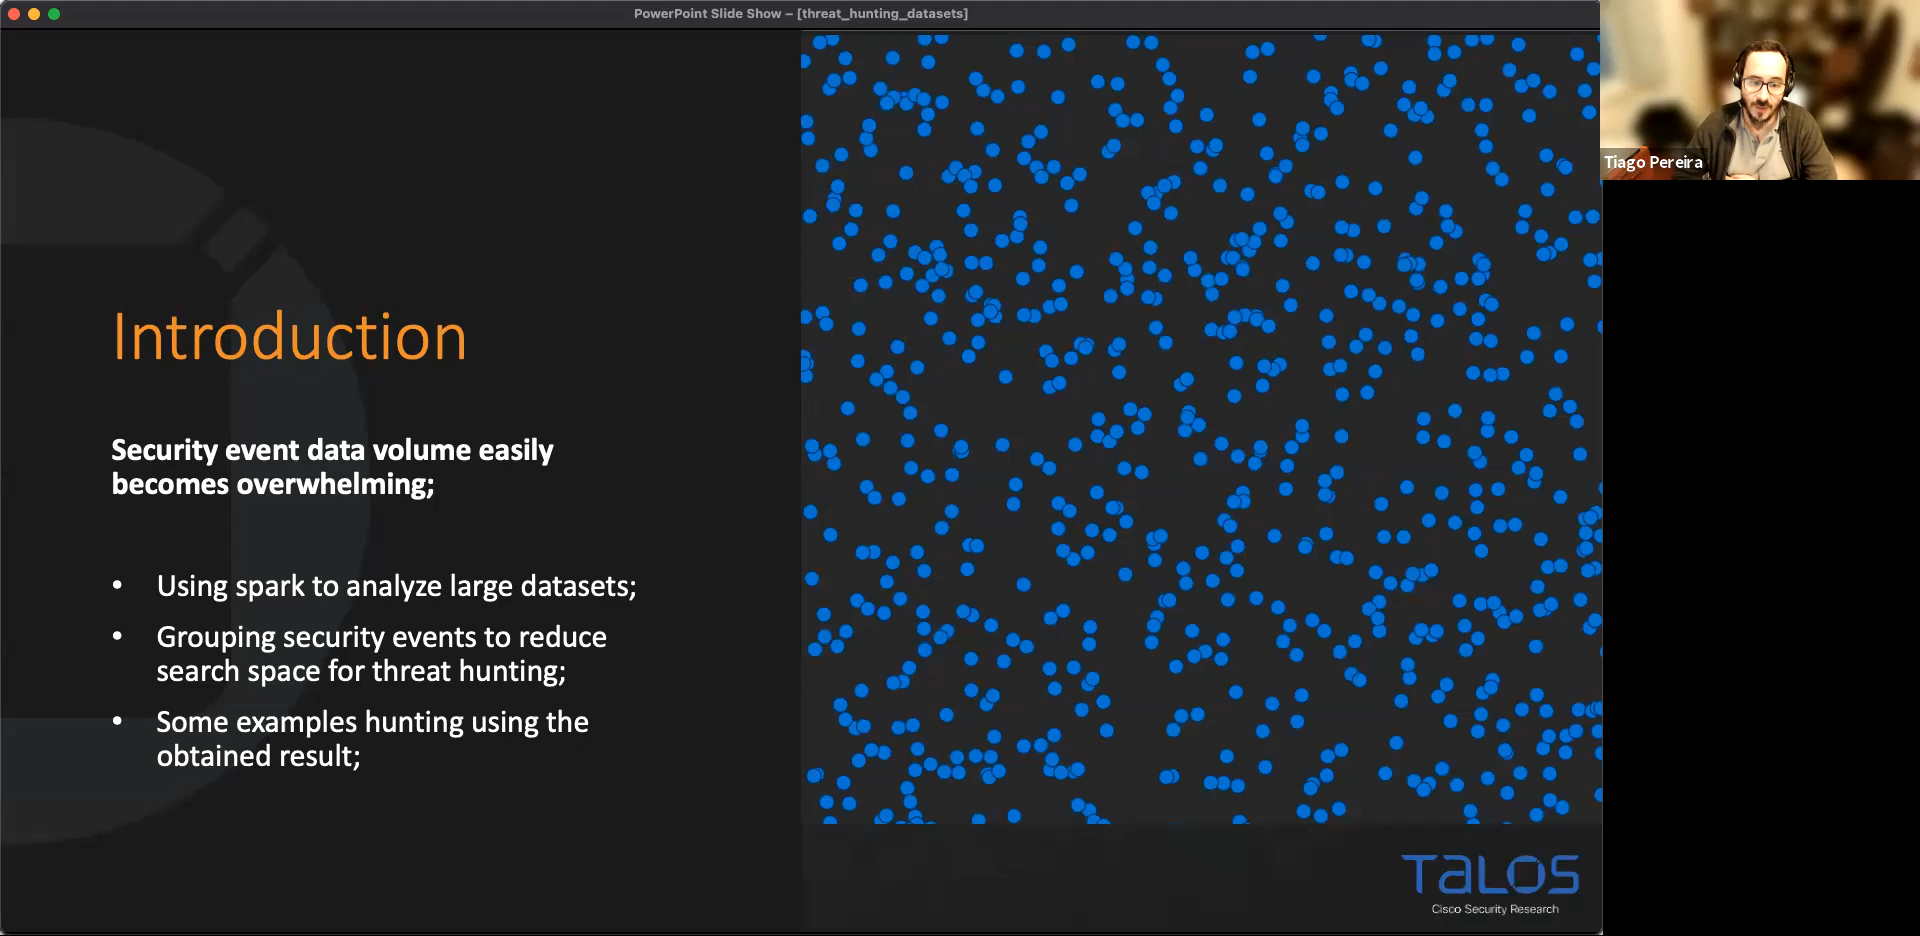 PowerPoint Slide Show – [threat_hunting_datasets]
Tiago Pereira
Introduction
Security event data volume easily
becomes overwhelming;
• Using spark to analyze large datasets;
• Grouping security events to reduce
search space for threat hunting;
• Some examples hunting using the
obtained result;
TALOS
Cisco Security Research